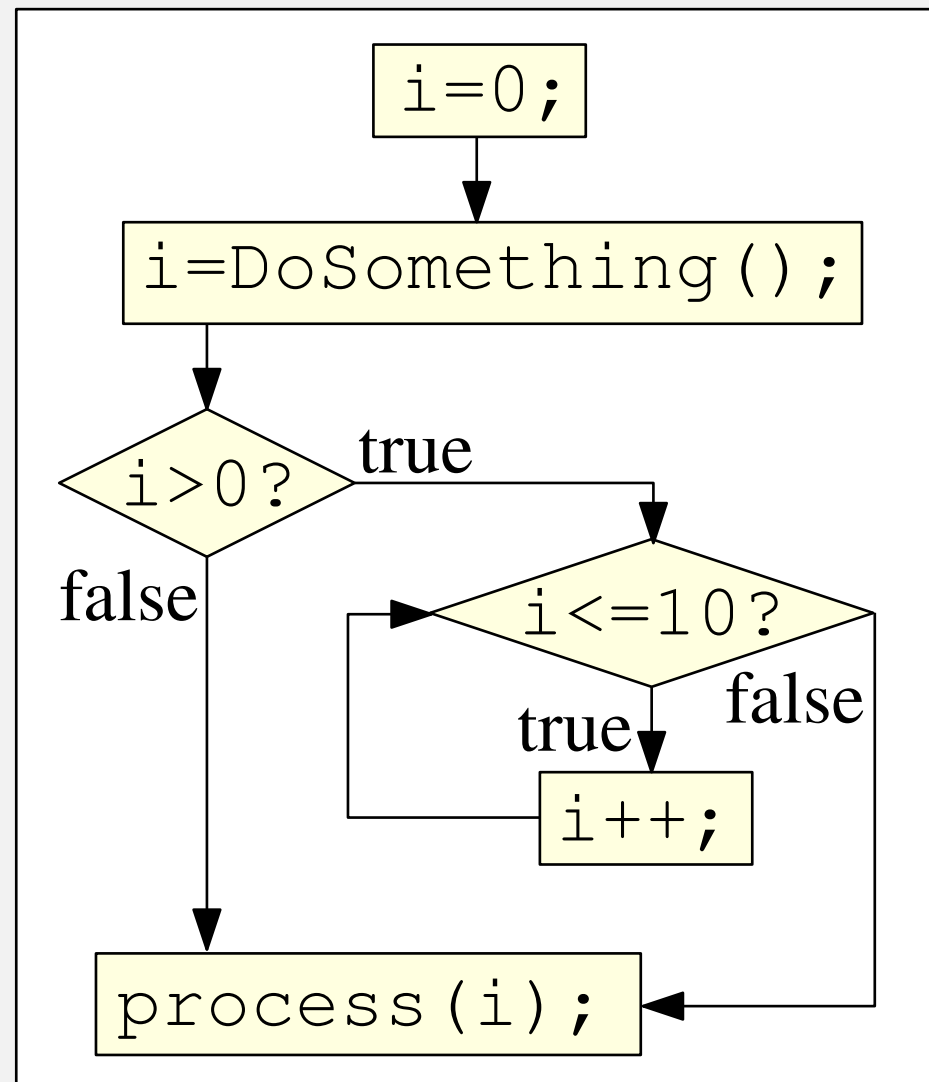 i=0;
i=DoSomething();
i>0?
true
false
i<=10?
true
false
i++;
process(i);